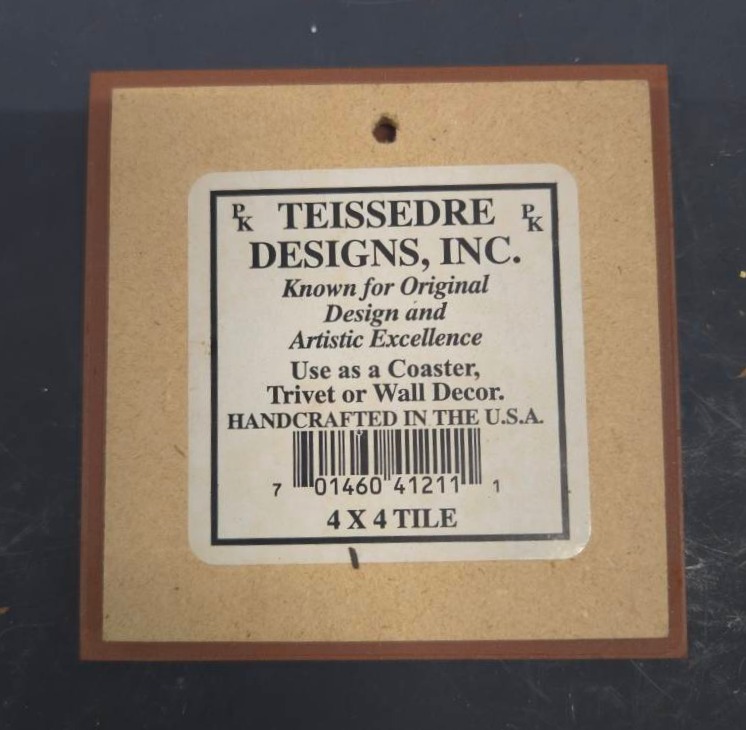 PK TEISSEDRE PK
DESIGNS, INC.
Known for Original
Design and
Artistic Excellence
Use as a Coaster,
Trivet or Wall Decor.
HANDCRAFTED IN THE U.S.A.
7 01460 41211 1
4 X 4 TILE